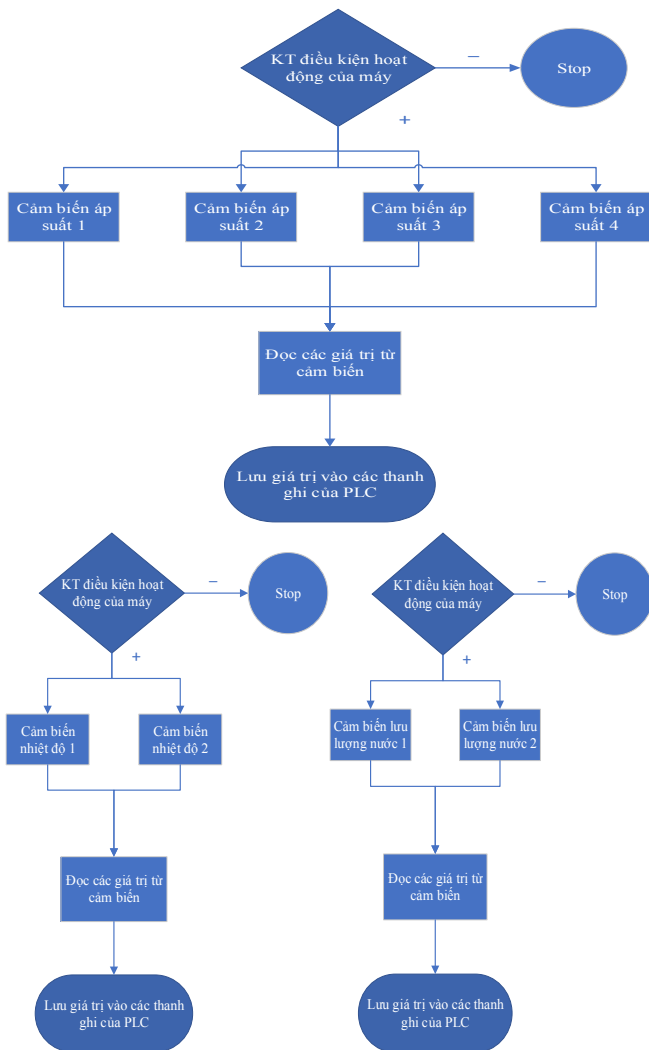 KT điều kiện hoạt
động của máy
–
Stop
+
Cảm biến áp
suất 1
Cảm biến áp
suất 2
Cảm biến áp
suất 3
Cảm biến áp
suất 4
Đọc các giá trị từ
cảm biến
Lưu giá trị vào các thanh
ghi của PLC
KT điều kiện hoạt
động của máy
–
Stop
+
Cảm biến
nhiệt độ 1
Cảm biến
nhiệt độ 2
Đọc các giá trị từ
cảm biến
Lưu giá trị vào các thanh
ghi của PLC
KT điều kiện hoạt
động của máy
–
Stop
+
Cảm biến lưu
lượng nước 1
Cảm biến lưu
lượng nước 2
Đọc các giá trị từ
cảm biến
Lưu giá trị vào các thanh
ghi của PLC